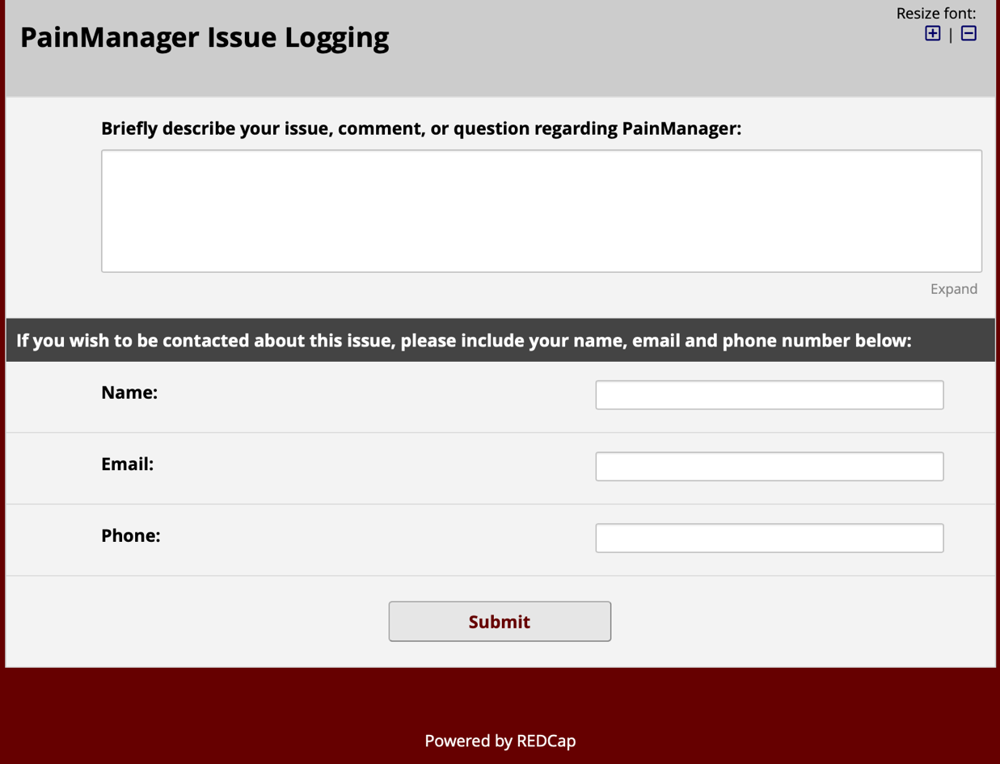 Resize font:
PainManager Issue Logging
|
Briefly describe your issue, comment, or question regarding PainManager:
Expand
If you wish to be contacted about this issue, please include your name, email and phone number below:
Name:
Email:
Phone:
Submit
Powered by REDCap